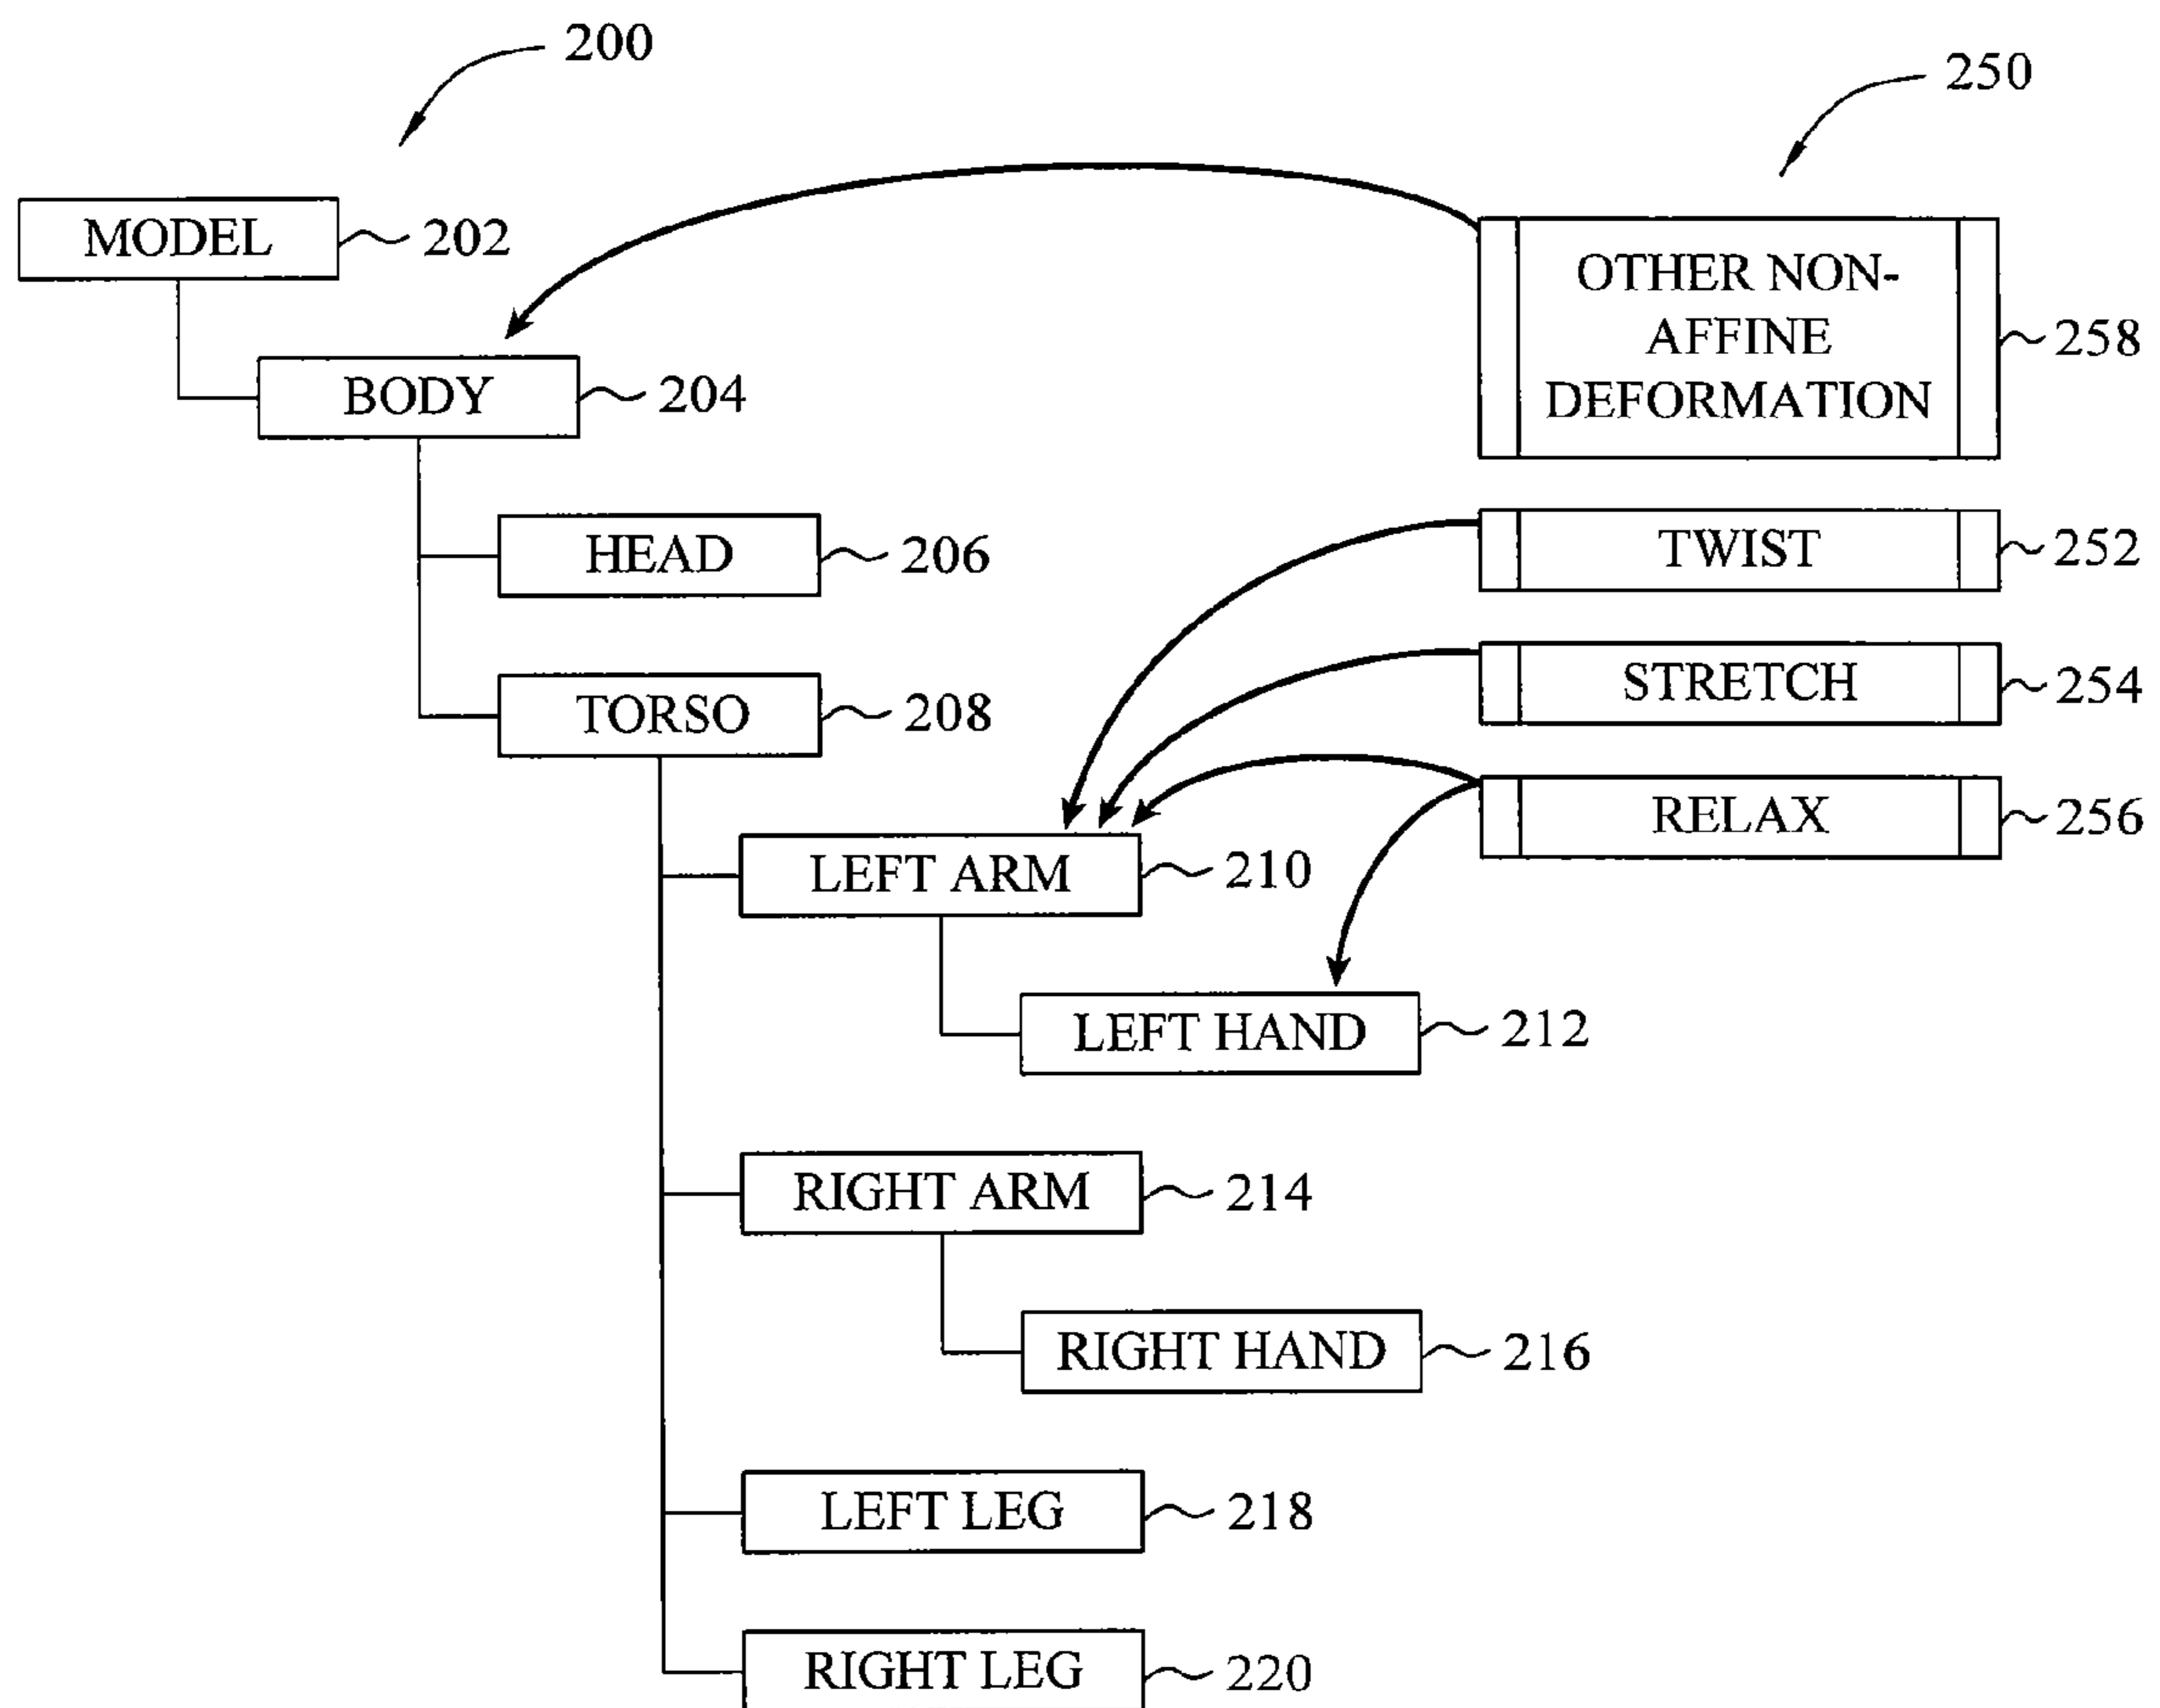 200
250
MODEL
202
OTHER NON-
AFFINE
DEFORMATION
258
BODY
204
HEAD
206
TWIST
252
STRETCH
254
TORSO
208
RELAX
256
LEFT ARM
210
LEFT HAND
212
RIGHT ARM
214
RIGHT HAND
216
LEFT LEG
218
RIGHT LEG
220